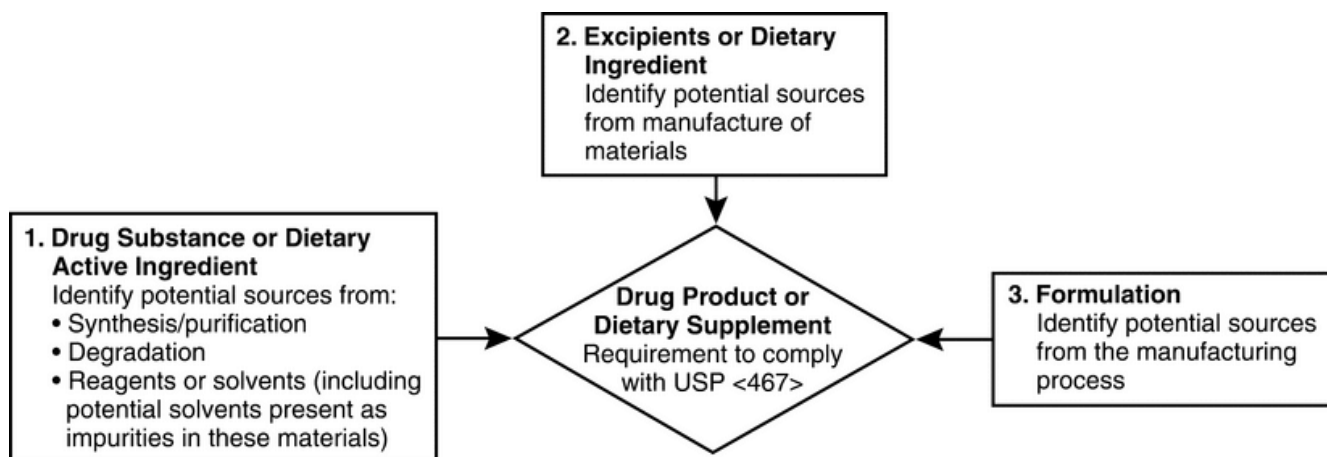 2. Excipients or Dietary
Ingredient
Identify potential sources
from manufacture of
materials
1. Drug Substance or Dietary
Active Ingredient
Identify potential sources from:
• Synthesis/purification
• Degradation
• Reagents or solvents (including
potential solvents present as
impurities in these materials)
Drug Product or
Dietary Supplement
Requirement to comply
with USP <467>
3. Formulation
Identify potential sources
from the manufacturing
process